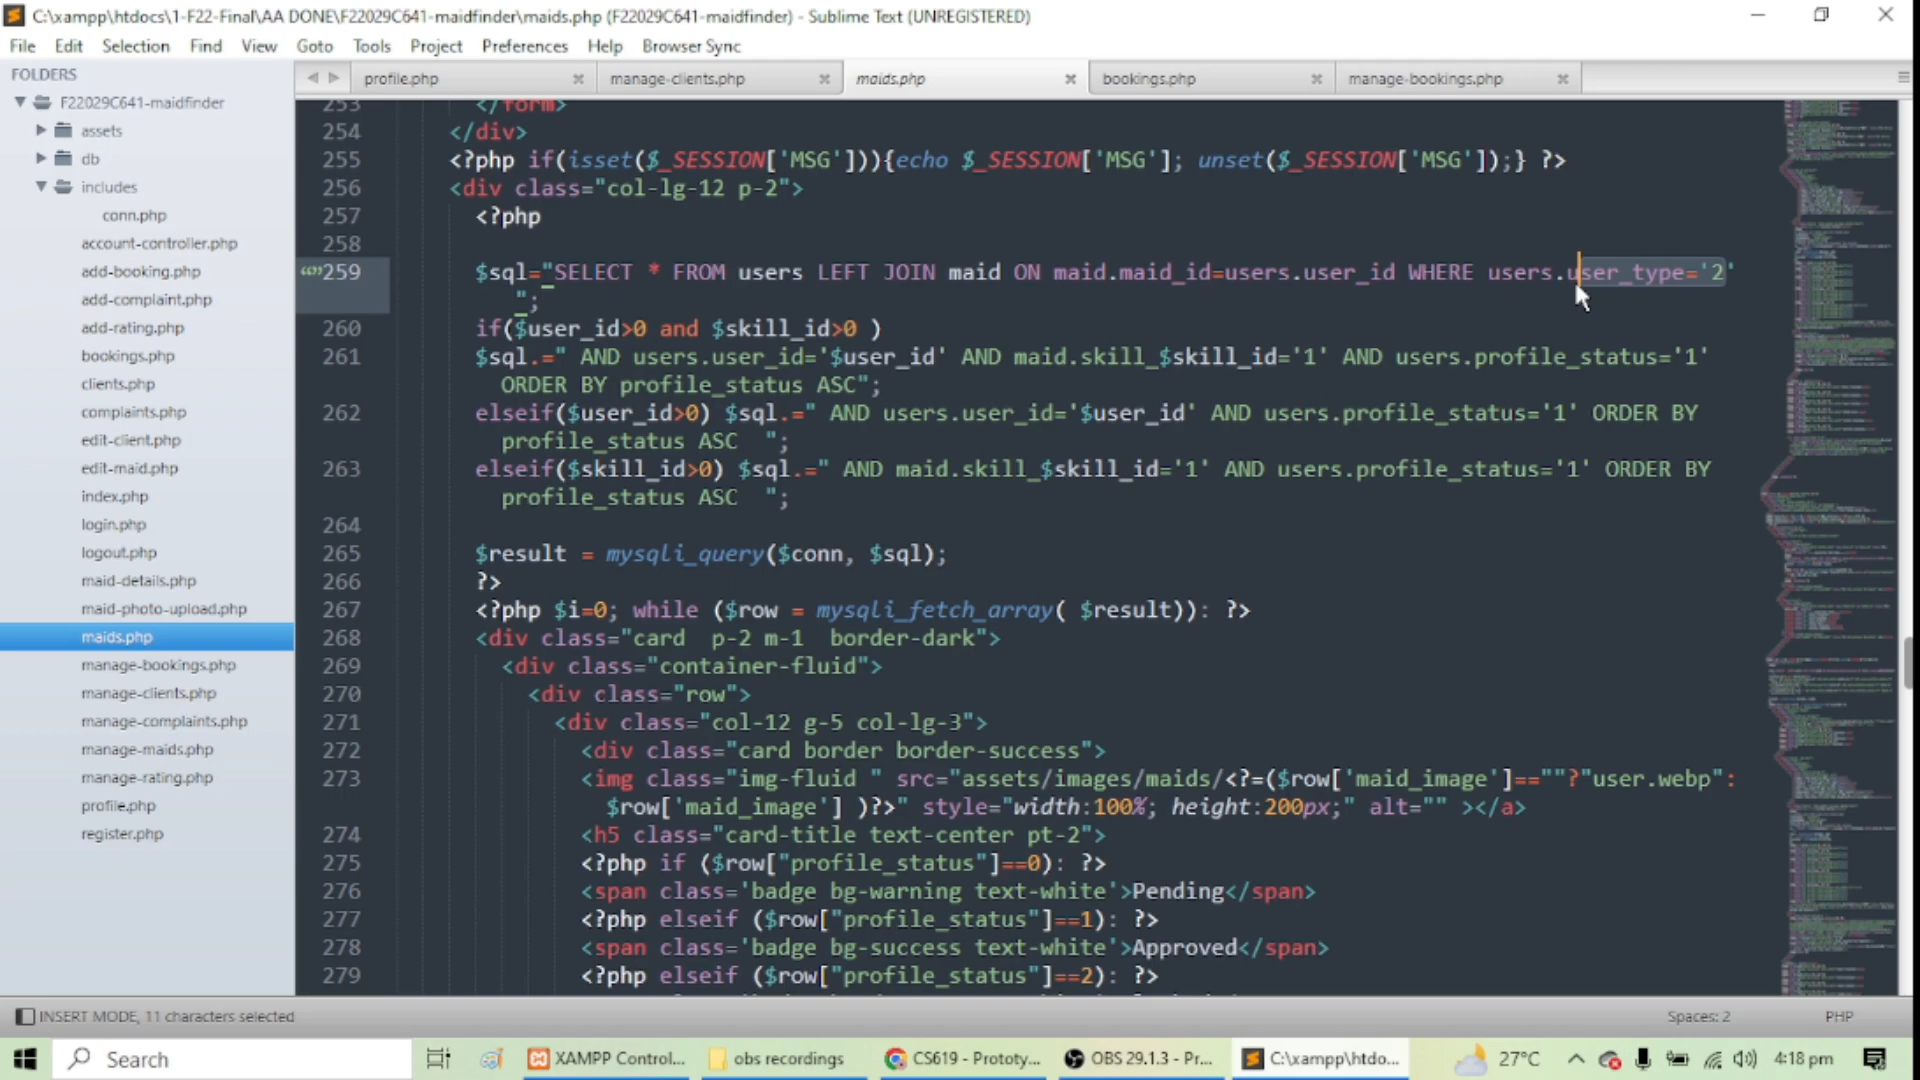 C:\xampp\htdocs\1-F22-Final\AA DONE\F22029C641-maidfinder\maids.php (F22029C641-maidfinder) - Sublime Text (UNREGISTERED)
File Edit Selection Find View Goto Tools Project Preferences Help Browser Sync
FOLDERS
F22029C641-maidfinder
assets
db
includes
conn.php
account-controller.php
add-booking.php
add-complaint.php
add-rating.php
bookings.php
clients.php
complaints.php
edit-client.php
edit-maid.php
index.php
login.php
logout.php
maid-details.php
maid-photo-upload.php
maids.php
manage-bookings.php
manage-clients.php
manage-complaints.php
manage-maids.php
manage-rating.php
profile.php
register.php
profile.php manage-clients.php maids.php bookings.php manage-bookings.php
253 </form>
254 </div>
255 <?php if(isset($_SESSION['MSG'])){echo $_SESSION['MSG']; unset($_SESSION['MSG']);} ?>
256 <div class="col-lg-12 p-2">
257 <?php
258
259 $sql="SELECT * FROM users LEFT JOIN maid ON maid.maid_id=users.user_id WHERE users.user_type='2'
";
260 if($user_id>0 and $skill_id>0 )
261 $sql.=" AND users.user_id='$user_id' AND maid.skill_$skill_id='1' AND users.profile_status='1'
ORDER BY profile_status ASC";
262 elseif($user_id>0) $sql.=" AND users.user_id='$user_id' AND users.profile_status='1' ORDER BY
profile_status ASC  ";
263 elseif($skill_id>0) $sql.=" AND maid.skill_$skill_id='1' AND users.profile_status='1' ORDER BY
profile_status ASC  ";
264
265 $result = mysqli_query($conn, $sql);
266 ?>
267 <?php $i=0; while ($row = mysqli_fetch_array( $result)): ?>
268 <div class="card  p-2 m-1  border-dark">
269 <div class="container-fluid">
270 <div class="row">
271 <div class="col-12 g-5 col-lg-3">
272 <div class="card border border-success">
273 <img class="img-fluid " src="assets/images/maids/<?=($row['maid_image']==""?"user.webp":
$row['maid_image'] )?>" style="width:100%; height:200px;" alt="" ></a>
274 <h5 class="card-title text-center pt-2">
275 <?php if ($row["profile_status"]==0): ?>
276 <span class='badge bg-warning text-white'>Pending</span>
277 <?php elseif ($row["profile_status"]==1): ?>
278 <span class='badge bg-success text-white'>Approved</span>
279 <?php elseif ($row["profile_status"]==2): ?>
INSERT MODE, 11 characters selected Spaces: 2 PHP
Search XAMPP Control... obs recordings CS619 - Prototy... OBS 29.1.3 - Pr... C:\xampp\htdo... 27°C 4:18 pm